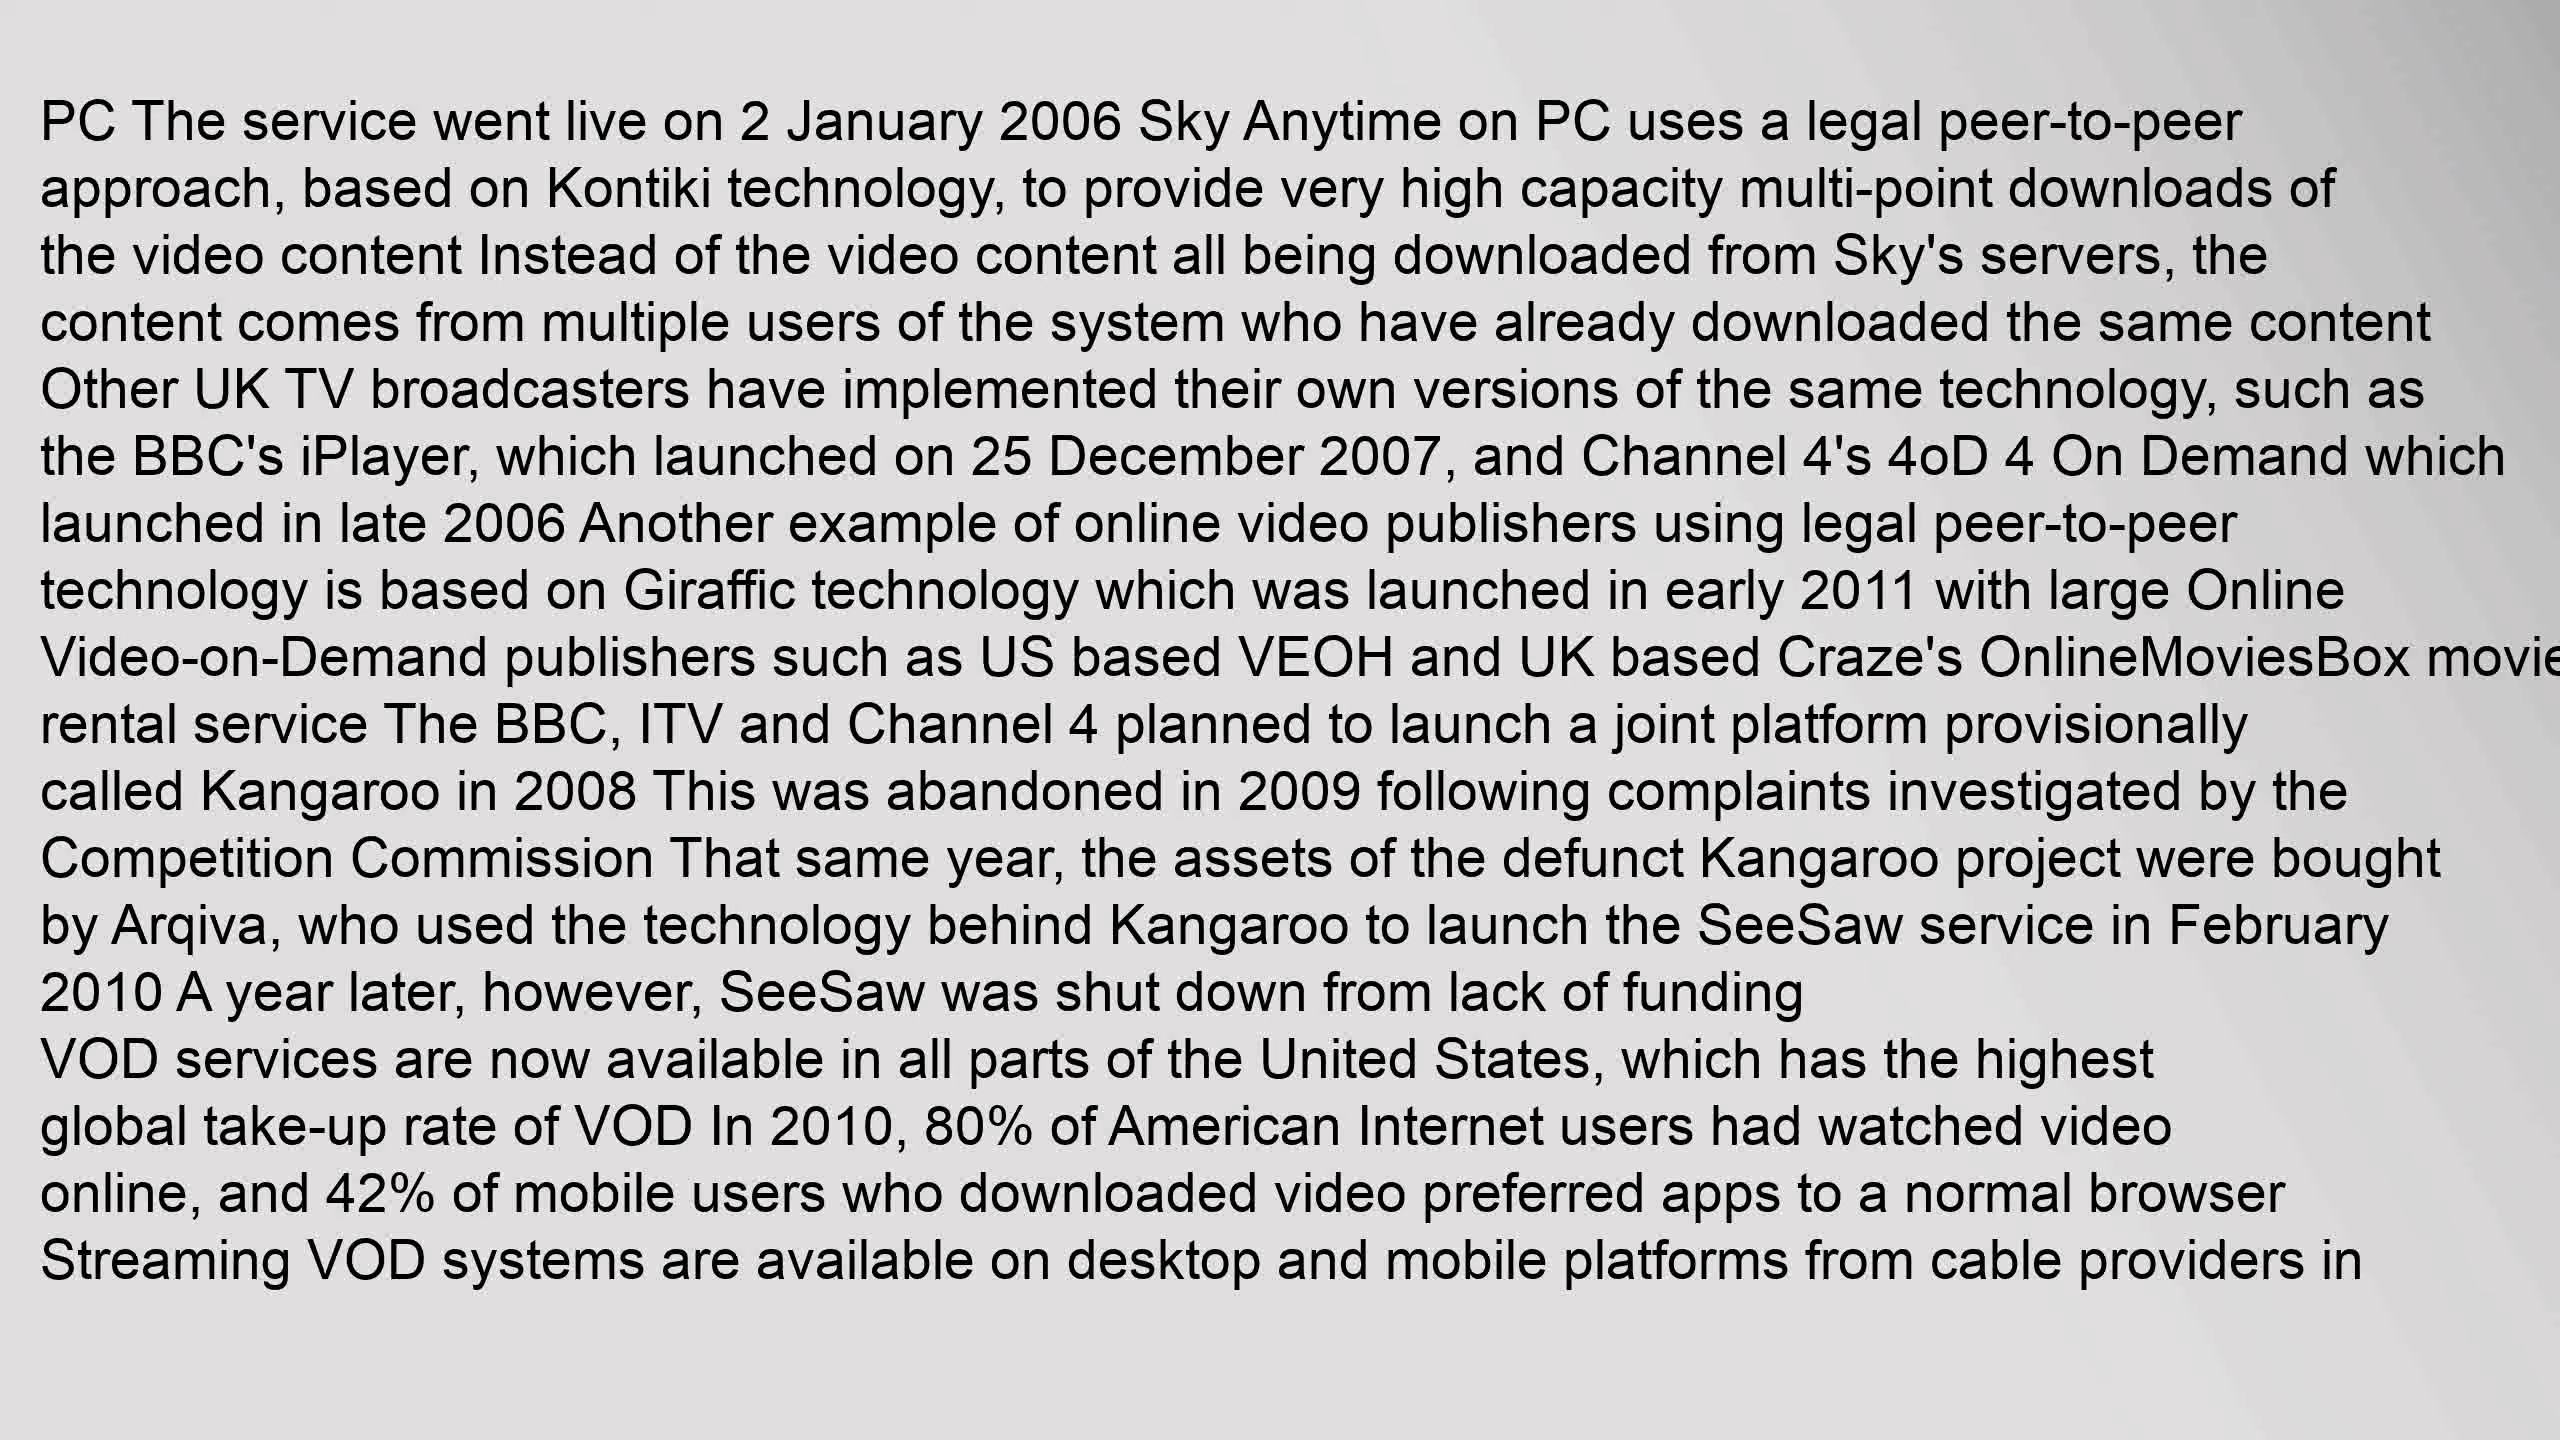 PC The service went live on 2 January 2006 Sky Anytime on PC uses a legal peer-to-peer
approach, based on Kontiki technology, to provide very high capacity multi-point downloads of
the video content Instead of the video content all being downloaded from Sky's servers, the
content comes from multiple users of the system who have already downloaded the same content
Other UK TV broadcasters have implemented their own versions of the same technology, such as
the BBC's iPlayer, which launched on 25 December 2007, and Channel 4's 4oD 4 On Demand which
launched in late 2006 Another example of online video publishers using legal peer-to-peer
technology is based on Giraffic technology which was launched in early 2011 with large Online
Video-on-Demand publishers such as US based VEOH and UK based Craze's OnlineMoviesBox movie
rental service The BBC, ITV and Channel 4 planned to launch a joint platform provisionally
called Kangaroo in 2008 This was abandoned in 2009 following complaints investigated by the
Competition Commission That same year, the assets of the defunct Kangaroo project were bought
by Arqiva, who used the technology behind Kangaroo to launch the SeeSaw service in February
2010 A year later, however, SeeSaw was shut down from lack of funding
VOD services are now available in all parts of the United States, which has the highest
global take-up rate of VOD In 2010, 80% of American Internet users had watched video
online, and 42% of mobile users who downloaded video preferred apps to a normal browser
Streaming VOD systems are available on desktop and mobile platforms from cable providers in